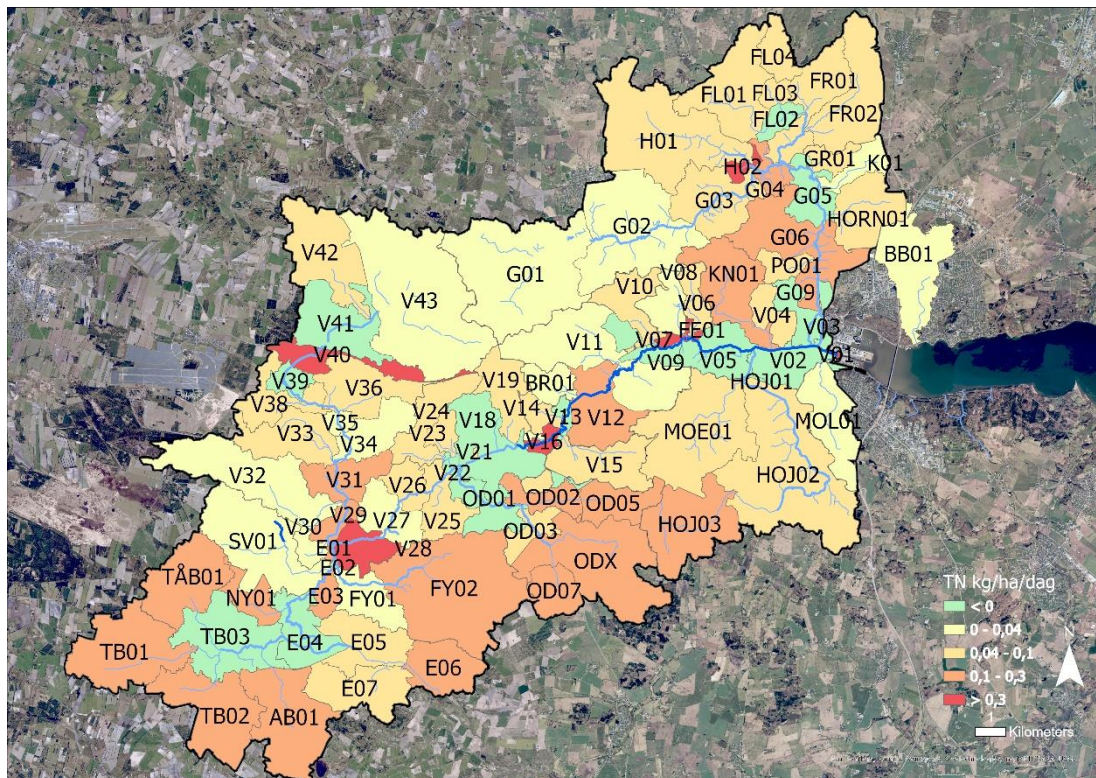 FL04
FR01
FL03
FL01
FL02
FR02
H01
GR01
K01
H02
G04
G05
G03
HORN01
G02
G06
BB01
V42
V08
KN01
PO01
G01
V10
G09
V43
V06
V04
V41
FE01
V03
V11
V07
V02
V01
V40
V09
V05
HOJ01
V39
V36
V19
BR01
V38
V24
V14
V13
V12
MOL01
V35
V18
V33
V23
V16
MOE01
V34
V21
V15
V32
V31
V22
HOJ02
V26
OD01
OD02
OD05
V29
V25
V30
V27
OD03
HOJ03
SV01
E01
V28
ODX
E02
TÅB01
FY02
OD07
NY01
E03
FY01
TB03
E04
E05
TB01
E06
E07
TB02
AB01
TN kg/ha/dag
< 0
0 - 0,04
0,04 - 0,1
0,1 - 0,3
> 0,3
N
Kilometers